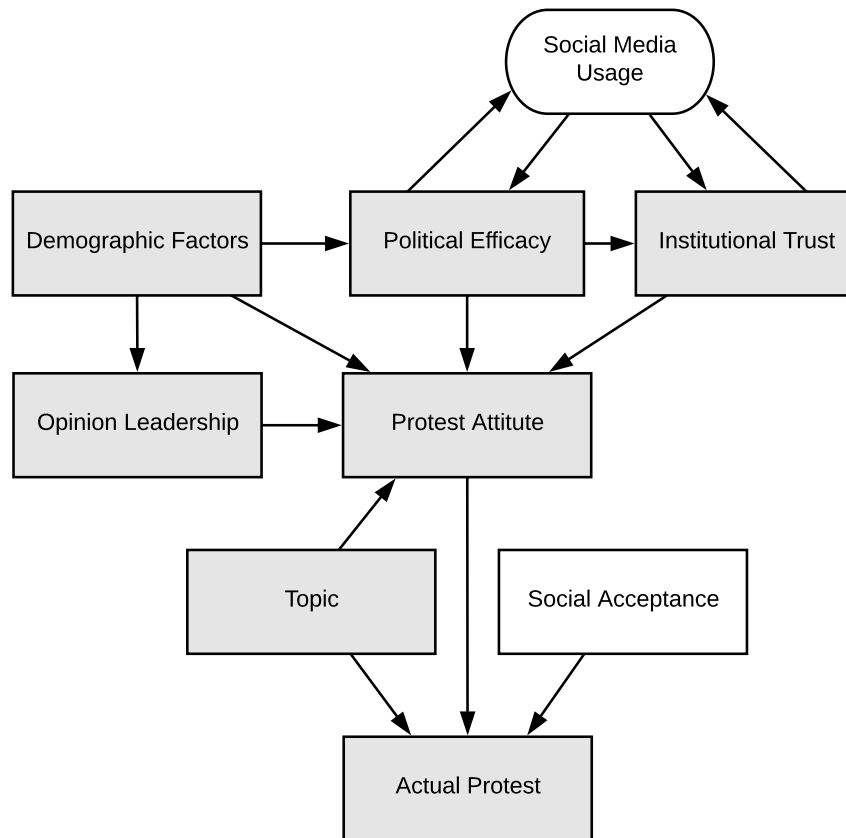 Social Media
Usage
Demographic Factors
Political Efficacy
Institutional Trust
Opinion Leadership
Protest Attitute
Topic
Social Acceptance
Actual Protest